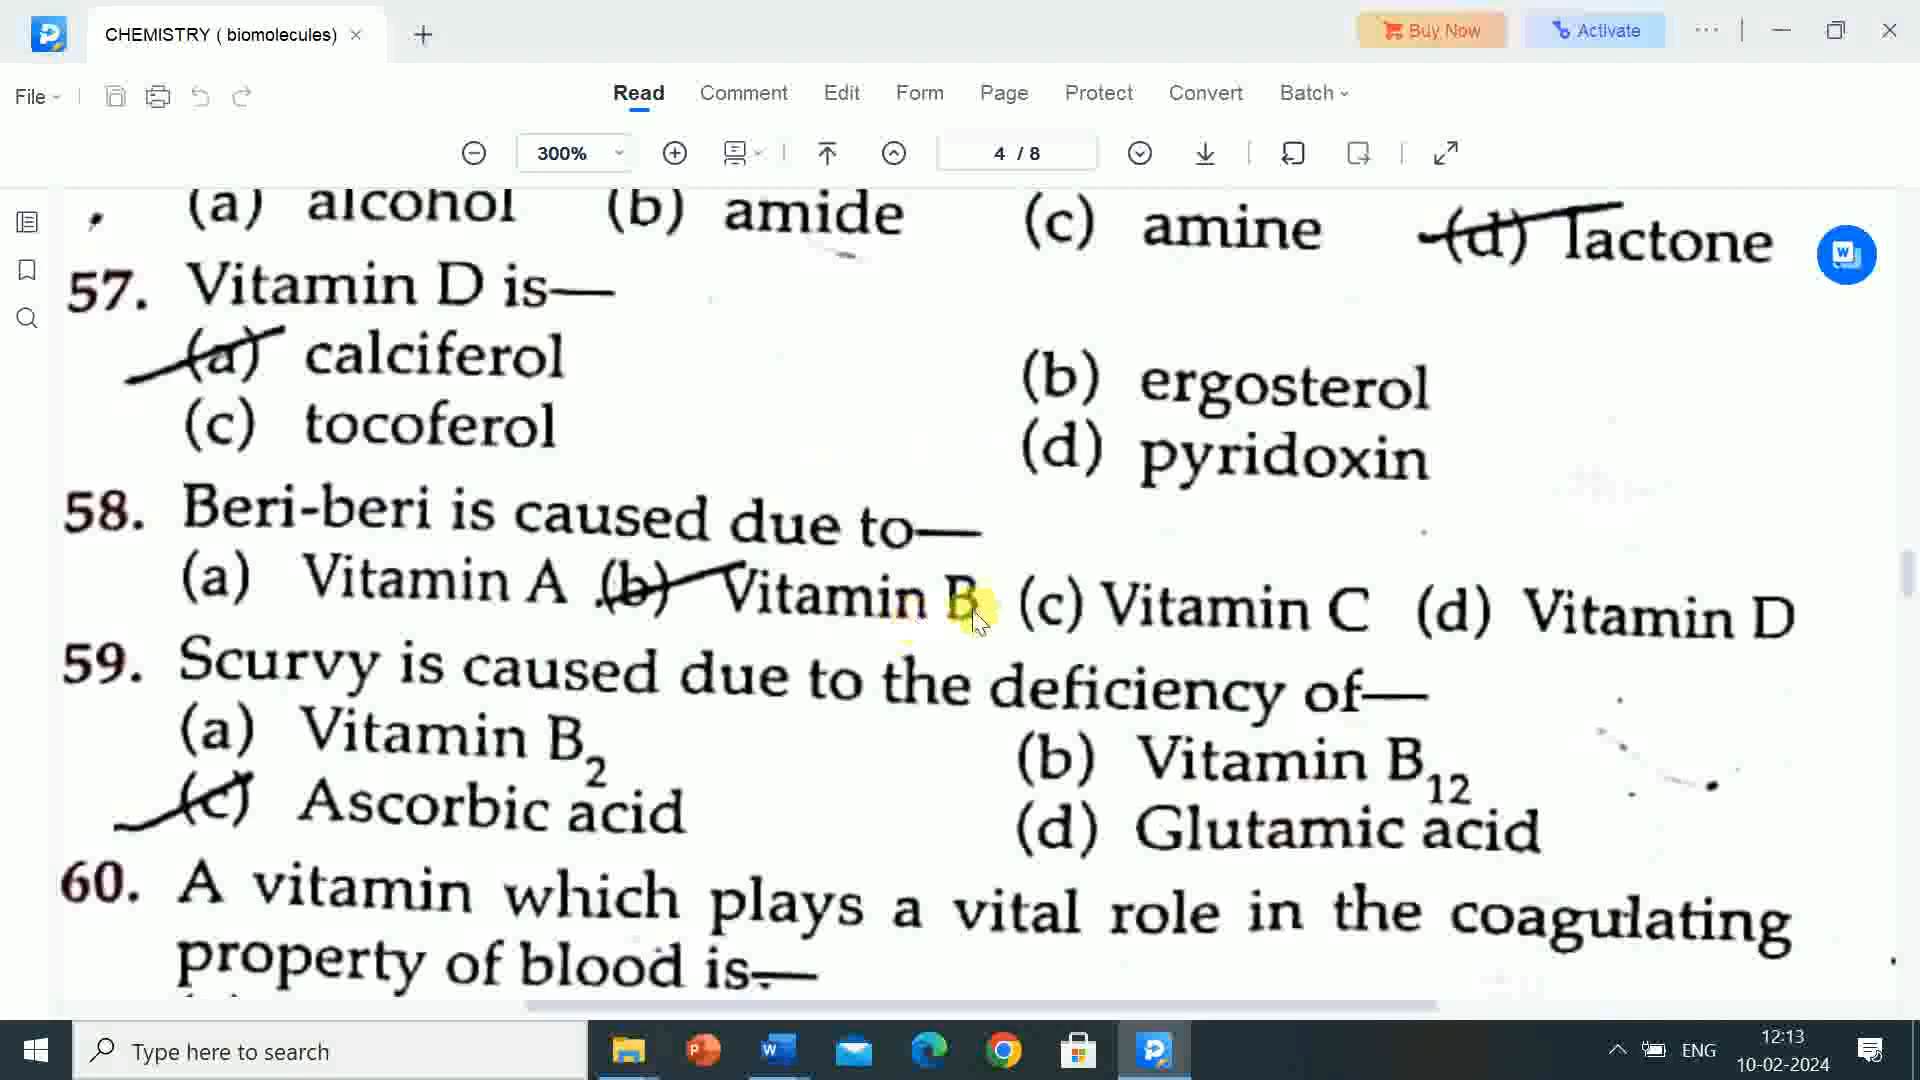 CHEMISTRY ( biomolecules)
Buy Now
Activate
File
Read Comment Edit Form Page Protect Convert Batch
300%
4 / 8
(a) alcohol (b) amide (c) amine (d) lactone
57. Vitamin D is—
(a) calciferol (b) ergosterol
(c) tocoferol (d) pyridoxin
58. Beri-beri is caused due to—
(a) Vitamin A (b) Vitamin B (c) Vitamin C (d) Vitamin D
59. Scurvy is caused due to the deficiency of—
(a) Vitamin B2 (b) Vitamin B12
(c) Ascorbic acid (d) Glutamic acid
60. A vitamin which plays a vital role in the coagulating
property of blood is—
Type here to search
ENG
12:13
10-02-2024